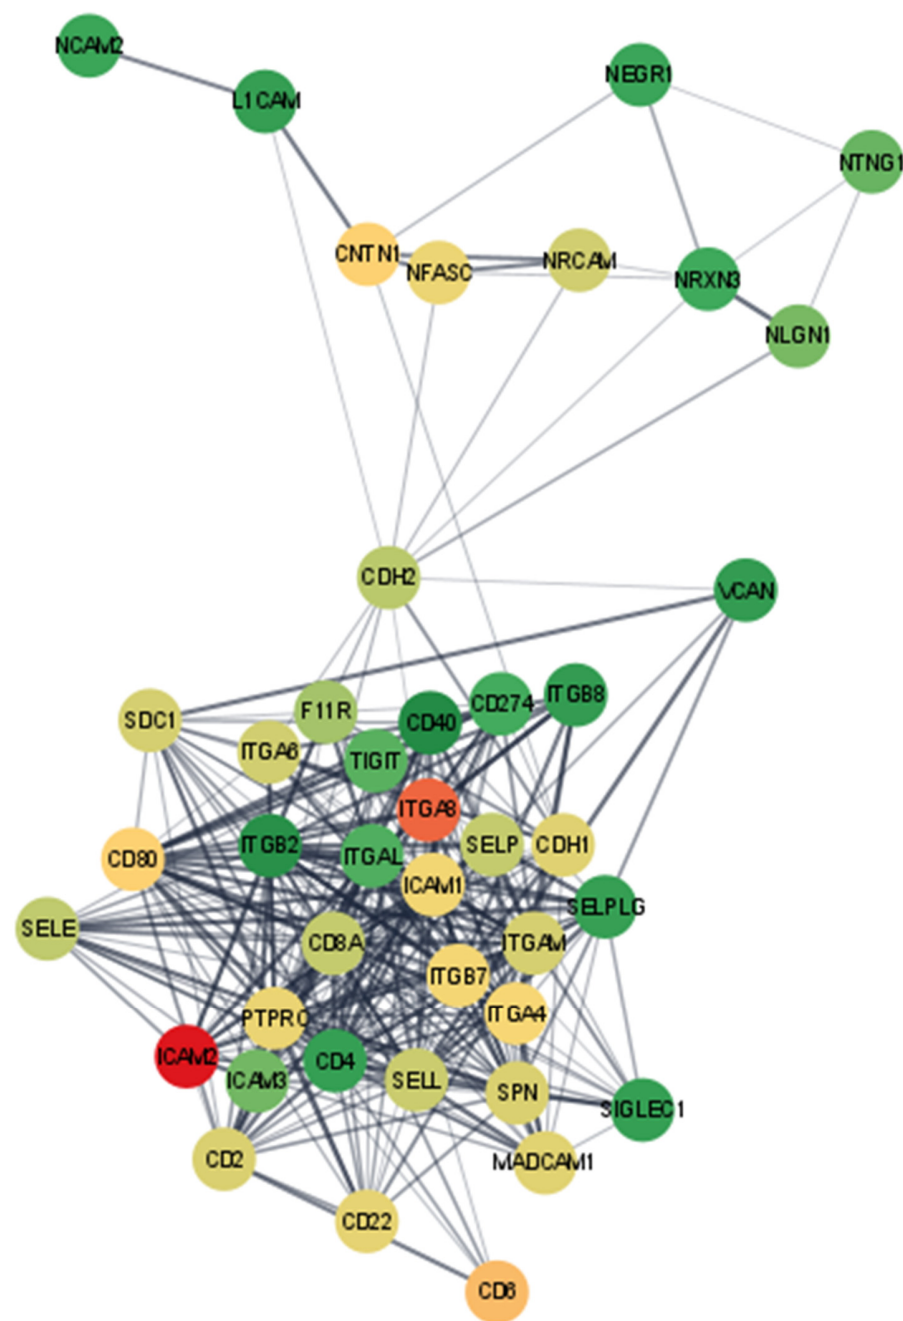 NCAM2
L1CAM
NEGR1
NTNG1
CNTN1
NFASC
NRCAM
NRXN3
NLGN1
CDH2
VCAN
SDC1
F11R
CD40
CD274
ITGB8
ITGA6
TIGIT
ITGA8
CD80
ITGB2
ITGAL
SELP
CDH1
ICAM1
SELPLG
SELE
CD8A
ITGAM
ITGB7
PTPRC
ITGA4
ICAM2
ICAM3
CD4
SELL
SPN
SIGLEC1
CD2
MADCAM1
CD22
CD6